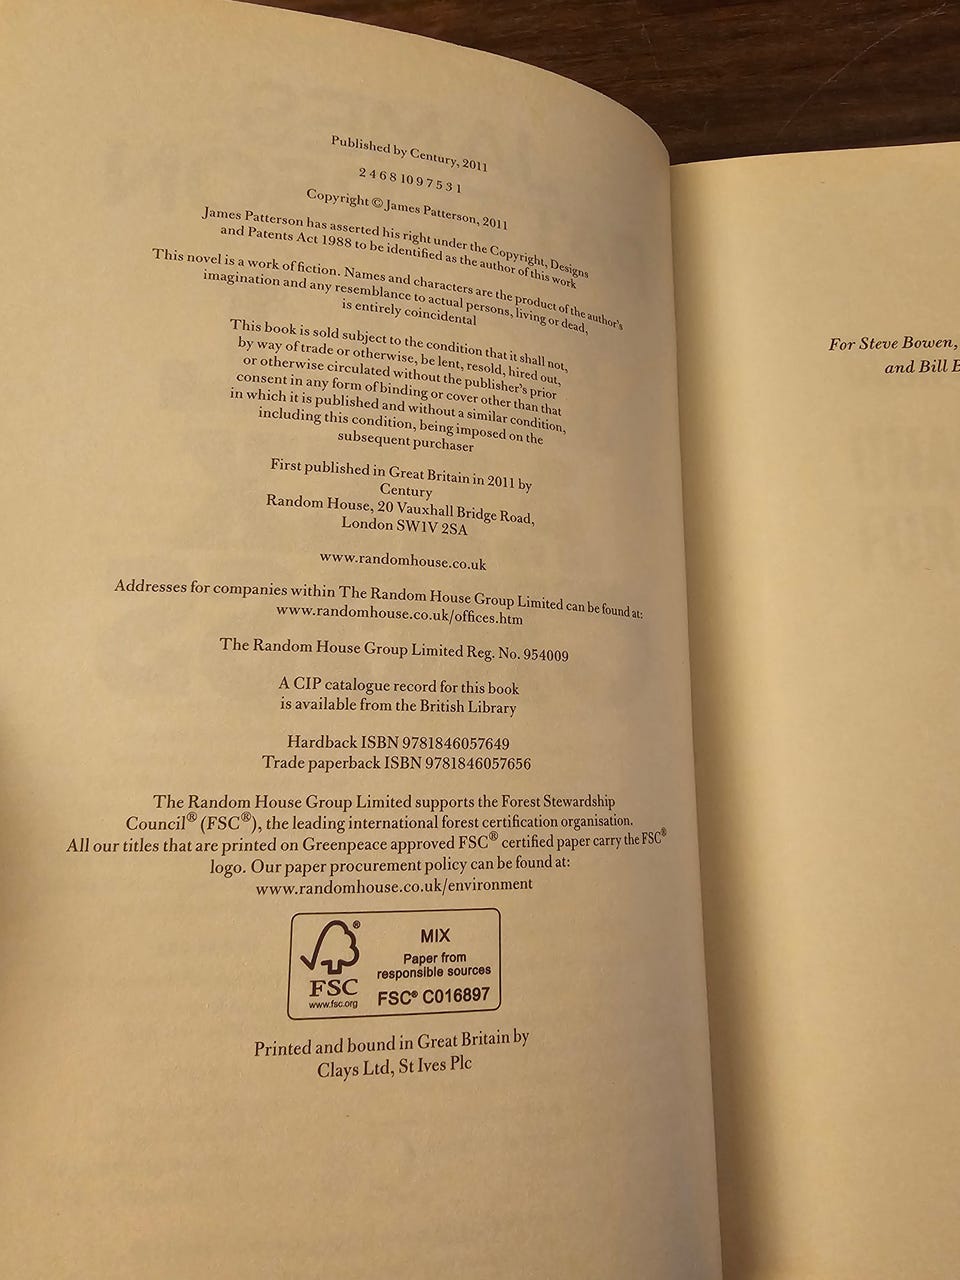 Published by Century, 2011
2 4 6 8 10 9 7 5 3 1
Copyright © James Patterson, 2011
James Patterson has asserted his right under the Copyright, Designs
and Patents Act 1988 to be identified as the author of this work
This novel is a work of fiction. Names and characters are the product of the author's
imagination and any resemblance to actual persons, living or dead,
is entirely coincidental
This book is sold subject to the condition that it shall not,
by way of trade or otherwise, be lent, resold, hired out,
or otherwise circulated without the publisher's prior
consent in any form of binding or cover other than that
in which it is published and without a similar condition,
including this condition, being imposed on the
subsequent purchaser
First published in Great Britain in 2011 by
Century
Random House, 20 Vauxhall Bridge Road,
London SW1V 2SA
www.randomhouse.co.uk
Addresses for companies within The Random House Group Limited can be found at:
www.randomhouse.co.uk/offices.htm
The Random House Group Limited Reg. No. 954009
A CIP catalogue record for this book
is available from the British Library
Hardback ISBN 9781846057649
Trade paperback ISBN 9781846057656
The Random House Group Limited supports the Forest Stewardship
Council® (FSC®), the leading international forest certification organisation.
All our titles that are printed on Greenpeace approved FSC® certified paper carry the FSC®
logo. Our paper procurement policy can be found at:
www.randomhouse.co.uk/environment
®
FSC
www.fsc.org
MIX
Paper from
responsible sources
FSC® C016897
Printed and bound in Great Britain by
Clays Ltd, St Ives Plc
For Steve Bowen,
and Bill